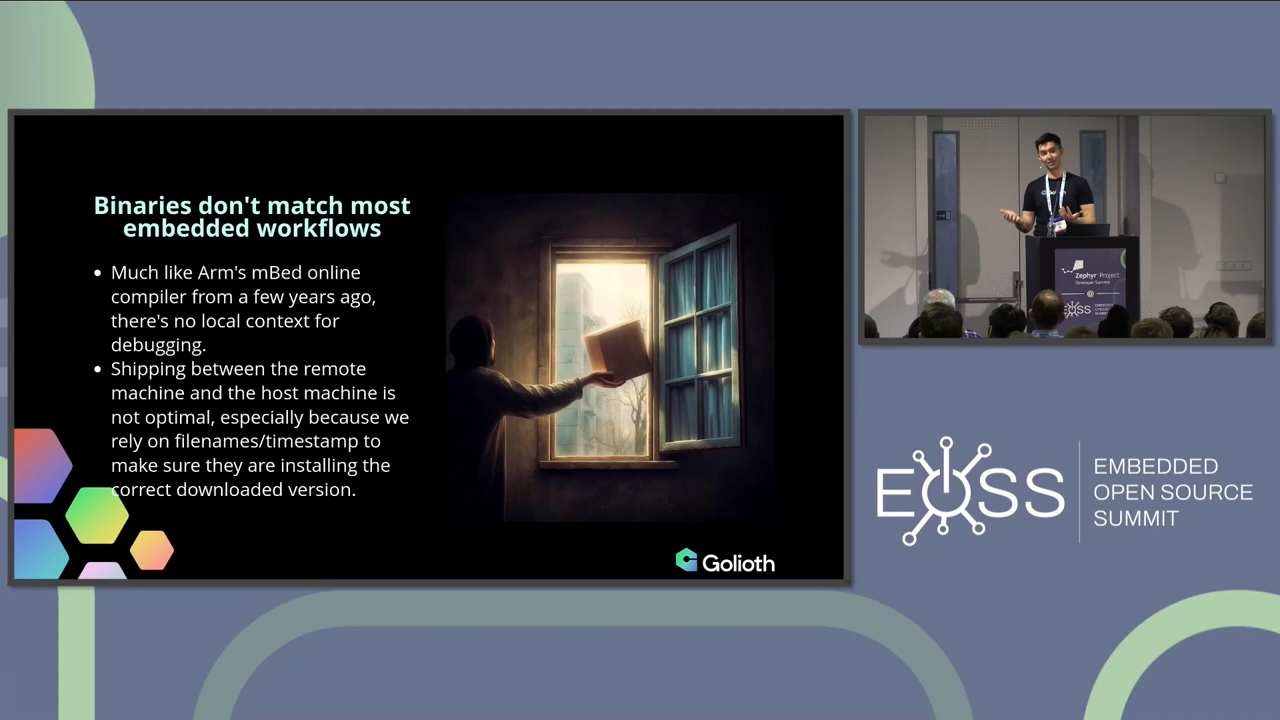 Binaries don't match most
embedded workflows
• Much like Arm's mBed online
compiler from a few years ago,
there's no local context for
debugging.
• Shipping between the remote
machine and the host machine is
not optimal, especially because we
rely on filenames/timestamp to
make sure they are installing the
correct downloaded version.
Golioth
Zephyr Project
Developer Summit
@
EOSS
EOSS
EMBEDDED
OPEN SOURCE
SUMMIT